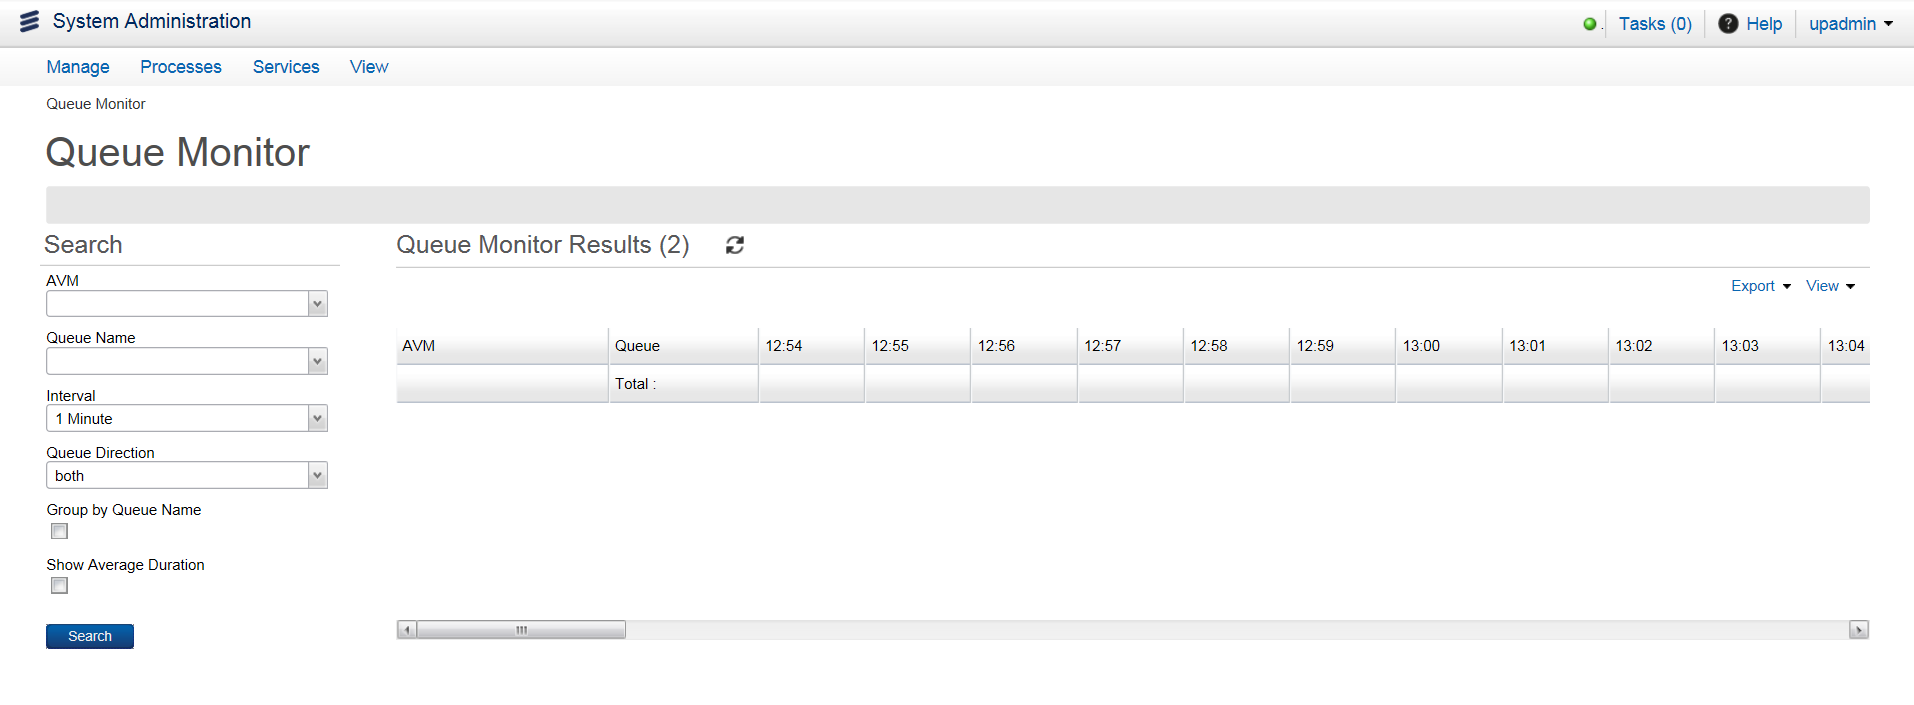 System Administration
. Tasks (0) ? Help upadmin
Manage Processes Services View
Queue Monitor
Queue Monitor
Search
AVM
Queue Name
Interval
1 Minute
Queue Direction
both
Group by Queue Name
Show Average Duration
Search
Queue Monitor Results (2)
Export View
AVM Queue 12:54 12:55 12:56 12:57 12:58 12:59 13:00 13:01 13:02 13:03 13:04
Total :